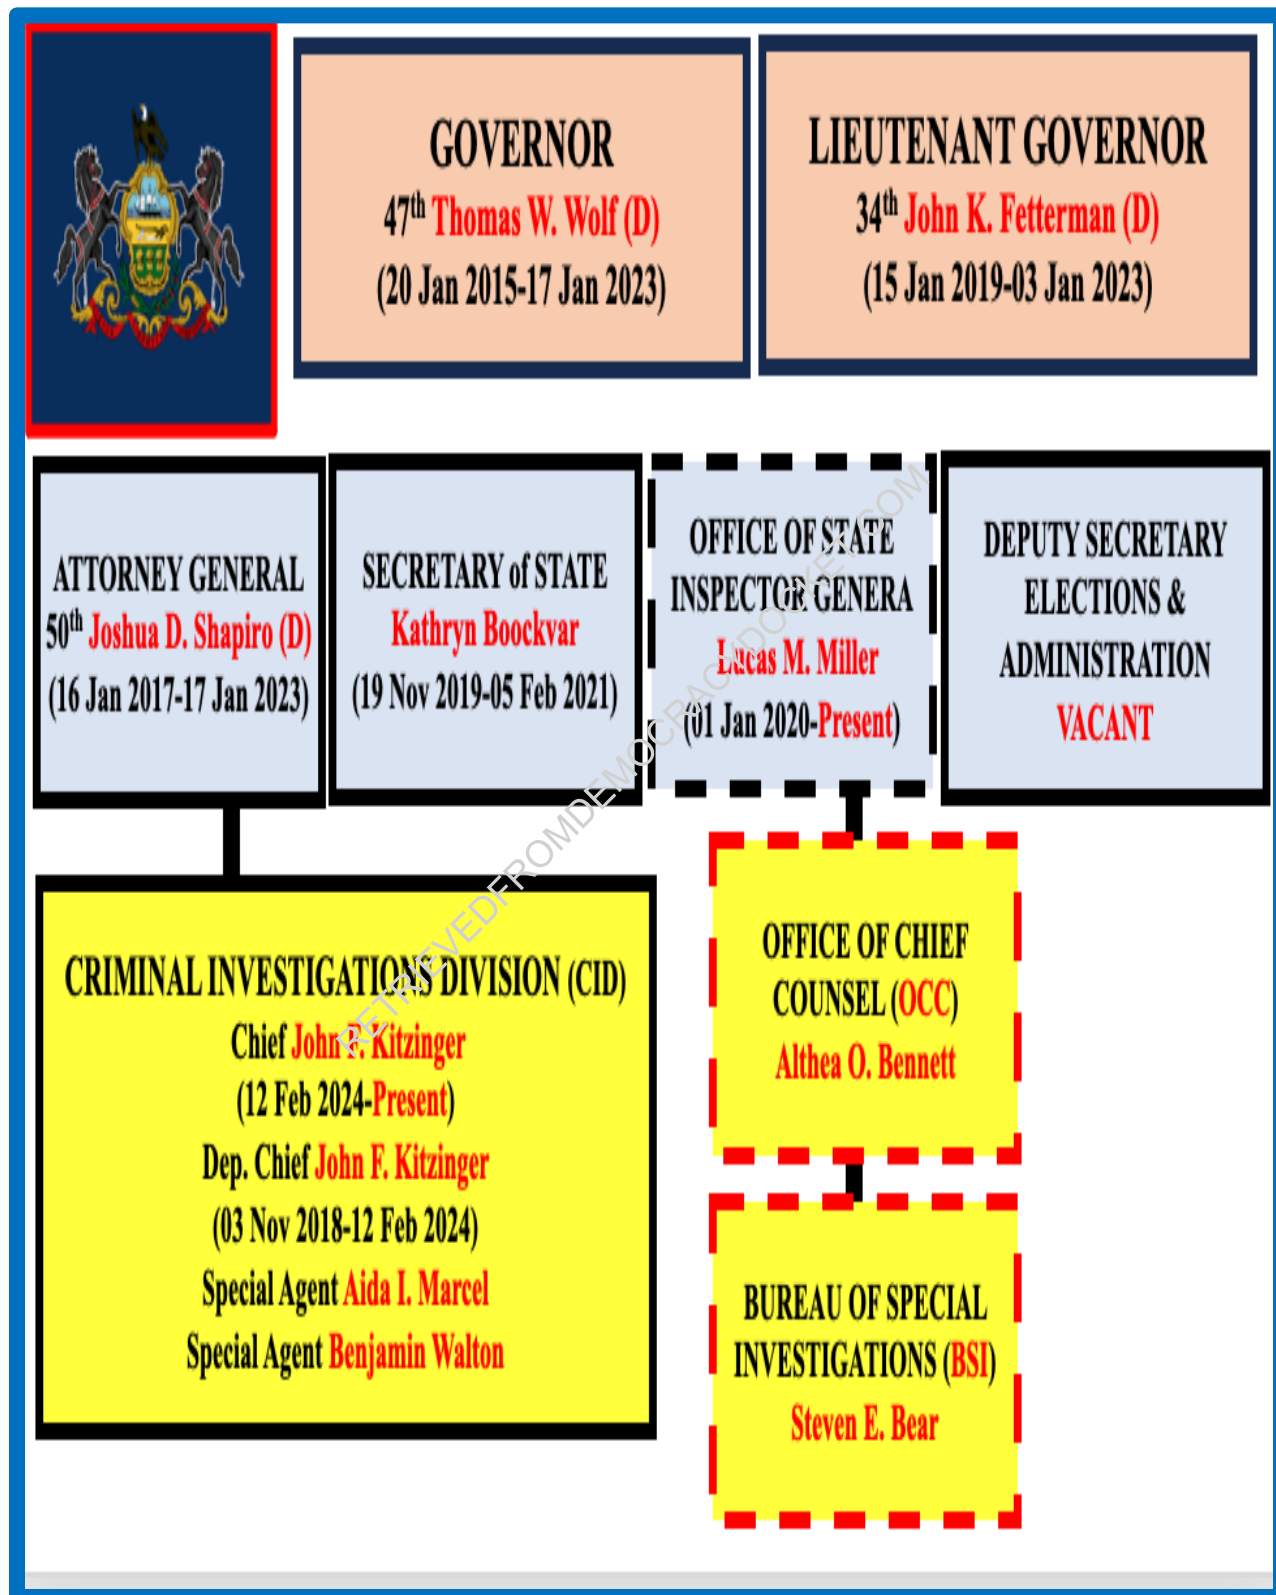 GOVERNOR
47th Thomas W. Wolf (D)
(20 Jan 2015-17 Jan 2023)
LIEUTENANT GOVERNOR
34th John K. Fetterman (D)
(15 Jan 2019-03 Jan 2023)
ATTORNEY GENERAL
50th Joshua D. Shapiro (D)
(16 Jan 2017-17 Jan 2023)
SECRETARY of STATE
Kathryn Boockvar
(19 Nov 2019-05 Feb 2021)
OFFICE OF STATE
INSPECTOR GENERA
Lucas M. Miller
(01 Jan 2020-Present)
DEPUTY SECRETARY
ELECTIONS &
ADMINISTRATION
VACANT
CRIMINAL INVESTIGATIONS DIVISION (CID)
Chief John F. Kitzinger
(12 Feb 2024-Present)
Dep. Chief John F. Kitzinger
(03 Nov 2018-12 Feb 2024)
Special Agent Aida I. Marcel
Special Agent Benjamin Walton
OFFICE OF CHIEF
COUNSEL (OCC)
Althea O. Bennett
BUREAU OF SPECIAL
INVESTIGATIONS (BSI)
Steven E. Bear
RETRIEVEDFROMDEMOCRACYDOCKET.COM